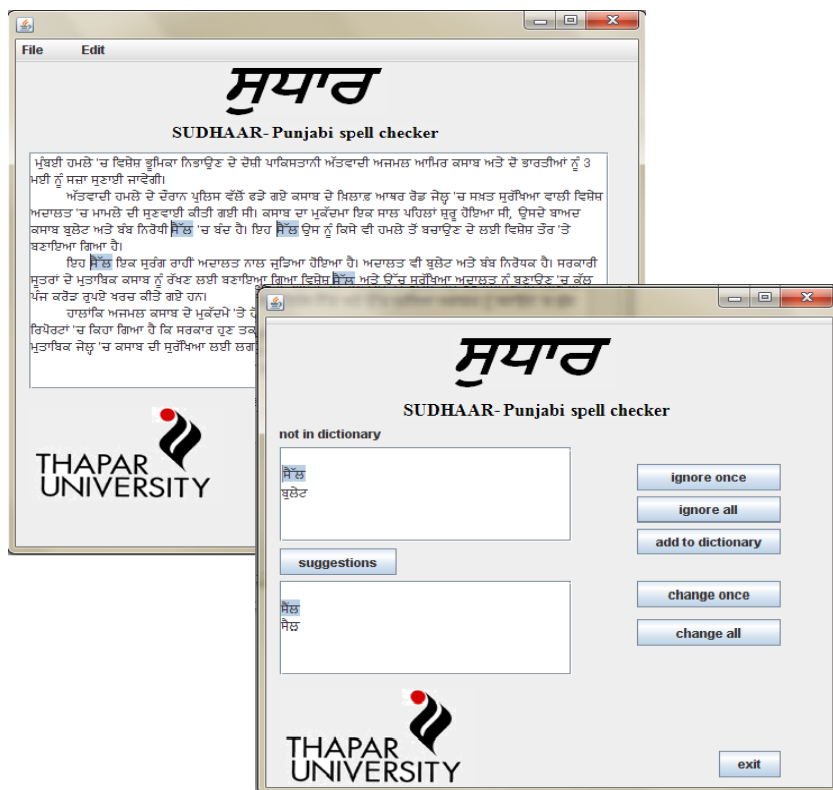 File Edit
ਸੁਧਾਰ
SUDHAAR- Punjabi spell checker
ਮੁੰਬਈ ਹਮਲੇ 'ਚ ਵਿਸ਼ੇਸ਼ ਭੂਮਿਕਾ ਨਿਭਾਉਣ ਦੇ ਦੋਸ਼ੀ ਪਾਕਿਸਤਾਨੀ ਅੱਤਵਾਦੀ ਅਜਮਲ ਆਮਿਰ ਕਸਾਬ ਅਤੇ ਦੋ ਭਾਰਤੀਆਂ ਨੂੰ 3
ਮਈ ਨੂੰ ਸਜ਼ਾ ਸੁਣਾਈ ਜਾਵੇਗੀ।
ਅੱਤਵਾਦੀ ਹਮਲੇ ਦੇ ਦੌਰਾਨ ਪੁਲਿਸ ਵੱਲੋਂ ਫੜੇ ਗਏ ਕਸਾਬ ਦੇ ਖ਼ਿਲਾਫ਼ ਆਥਰ ਰੋਡ ਜੇਲ੍ਹ 'ਚ ਸਖ਼ਤ ਸੁਰੱਖਿਆ ਵਾਲੀ ਵਿਸ਼ੇਸ਼
ਅਦਾਲਤ 'ਚ ਮਾਮਲੇ ਦੀ ਸੁਣਵਾਈ ਕੀਤੀ ਗਈ ਸੀ। ਕਸਾਬ ਦਾ ਮੁਕੱਦਮਾ ਇਕ ਸਾਲ ਪਹਿਲਾਂ ਸ਼ੁਰੂ ਹੋਇਆ ਸੀ, ਉਸਦੇ ਬਾਅਦ
ਕਸਾਬ ਬੁਲੇਟ ਅਤੇ ਬੰਬ ਨਿਰੋਧੀ ਸੈੱਲ 'ਚ ਬੰਦ ਹੈ। ਇਹ ਸੈੱਲ ਉਸ ਨੂੰ ਕਿਸੇ ਵੀ ਹਮਲੇ ਤੋਂ ਬਚਾਉਣ ਦੇ ਲਈ ਵਿਸ਼ੇਸ਼ ਤੌਰ 'ਤੇ
ਬਣਾਇਆ ਗਿਆ ਹੈ।
ਇਹ ਸੈੱਲ ਇਕ ਸੁਰੰਗ ਰਾਹੀ ਅਦਾਲਤ ਨਾਲ ਜੁੜਿਆ ਹੋਇਆ ਹੈ। ਅਦਾਲਤ ਵੀ ਬੁਲੇਟ ਅਤੇ ਬੰਬ ਨਿਰੋਧਕ ਹੈ। ਸਰਕਾਰੀ
ਸੂਤਰਾਂ ਦੇ ਮੁਤਾਬਿਕ ਕਸਾਬ ਨੂੰ ਰੱਖਣ ਲਈ ਬਣਾਇਆ ਗਿਆ ਵਿਸ਼ੇਸ਼ ਸੈੱਲ ਅਤੇ ਉੱਚ ਸੁਰੱਖਿਆ ਅਦਾਲਤ ਨੂੰ ਬਣਾਉਣ 'ਚ ਕੁੱਲ
ਪੰਜ ਕਰੋੜ ਰੁਪਏ ਖਰਚ ਕੀਤੇ ਗਏ ਹਨ।
ਹਾਲਾਂਕਿ ਅਜਮਲ ਕਸਾਬ ਦੇ ਮੁਕੱਦਮੇ 'ਤੇ
ਰਿਪੋਰਟਾਂ 'ਚ ਕਿਹਾ ਗਿਆ ਹੈ ਕਿ ਸਰਕਾਰ ਹੁਣ ਤਕ
ਮੁਤਾਬਿਕ ਜੇਲ੍ਹ 'ਚ ਕਸਾਬ ਦੀ ਸੁਰੱਖਿਆ ਲਈ ਲਗ
THAPAR
UNIVERSITY
ਸੁਧਾਰ
SUDHAAR- Punjabi spell checker
not in dictionary
ਸੈੱਲ
ਬੁਲੇਟ
ignore once
ignore all
add to dictionary
suggestions
ਸੈੱਲ
ਸੈਲ
change once
change all
THAPAR
UNIVERSITY
exit